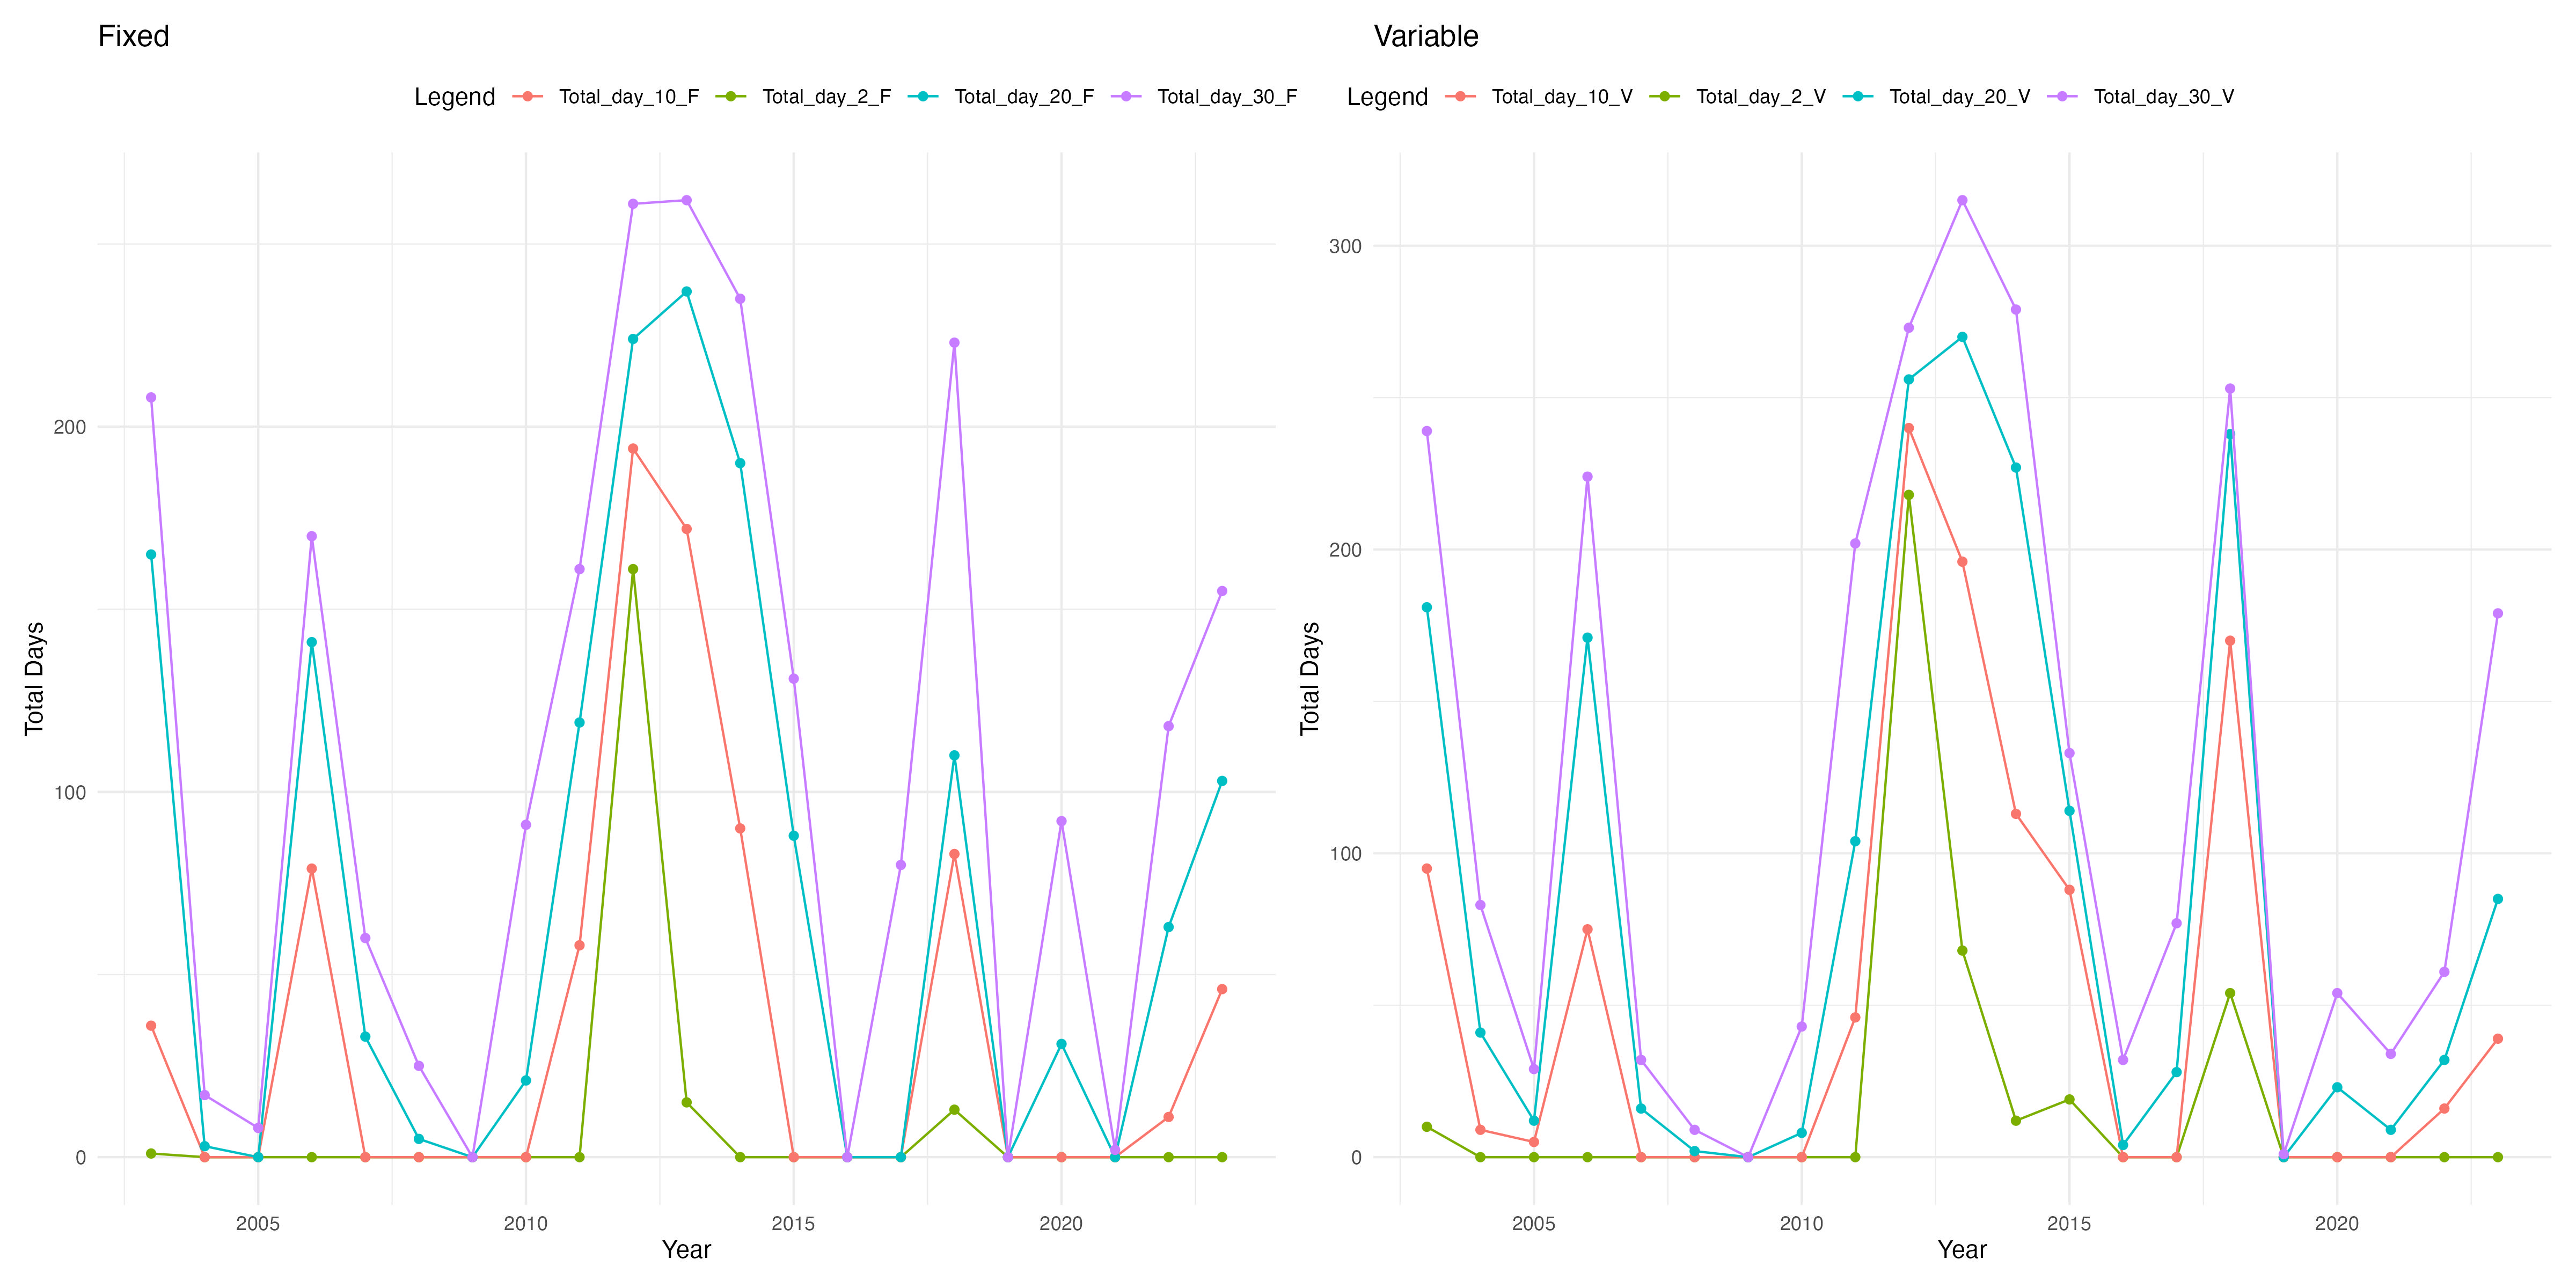 Fixed
Legend Total_day_10_F Total_day_2_F Total_day_20_F Total_day_30_F
200
100
0
Total Days
2005 2010 2015 2020
Year
Variable
Legend Total_day_10_V Total_day_2_V Total_day_20_V Total_day_30_V
300
200
100
0
Total Days
2005 2010 2015 2020
Year